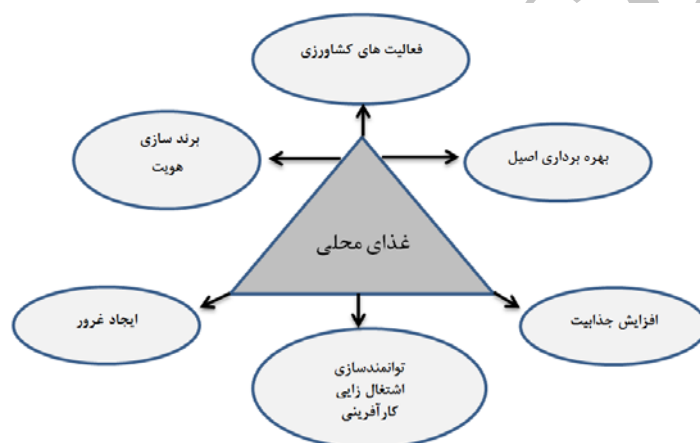 فعالیت های کشاورزی
برند سازی
هویت
بهره برداری اصیل
غذای محلی
ایجاد غرور
افزایش جذابیت
توانمندسازی
اشتغال زایی
کارآفرینی